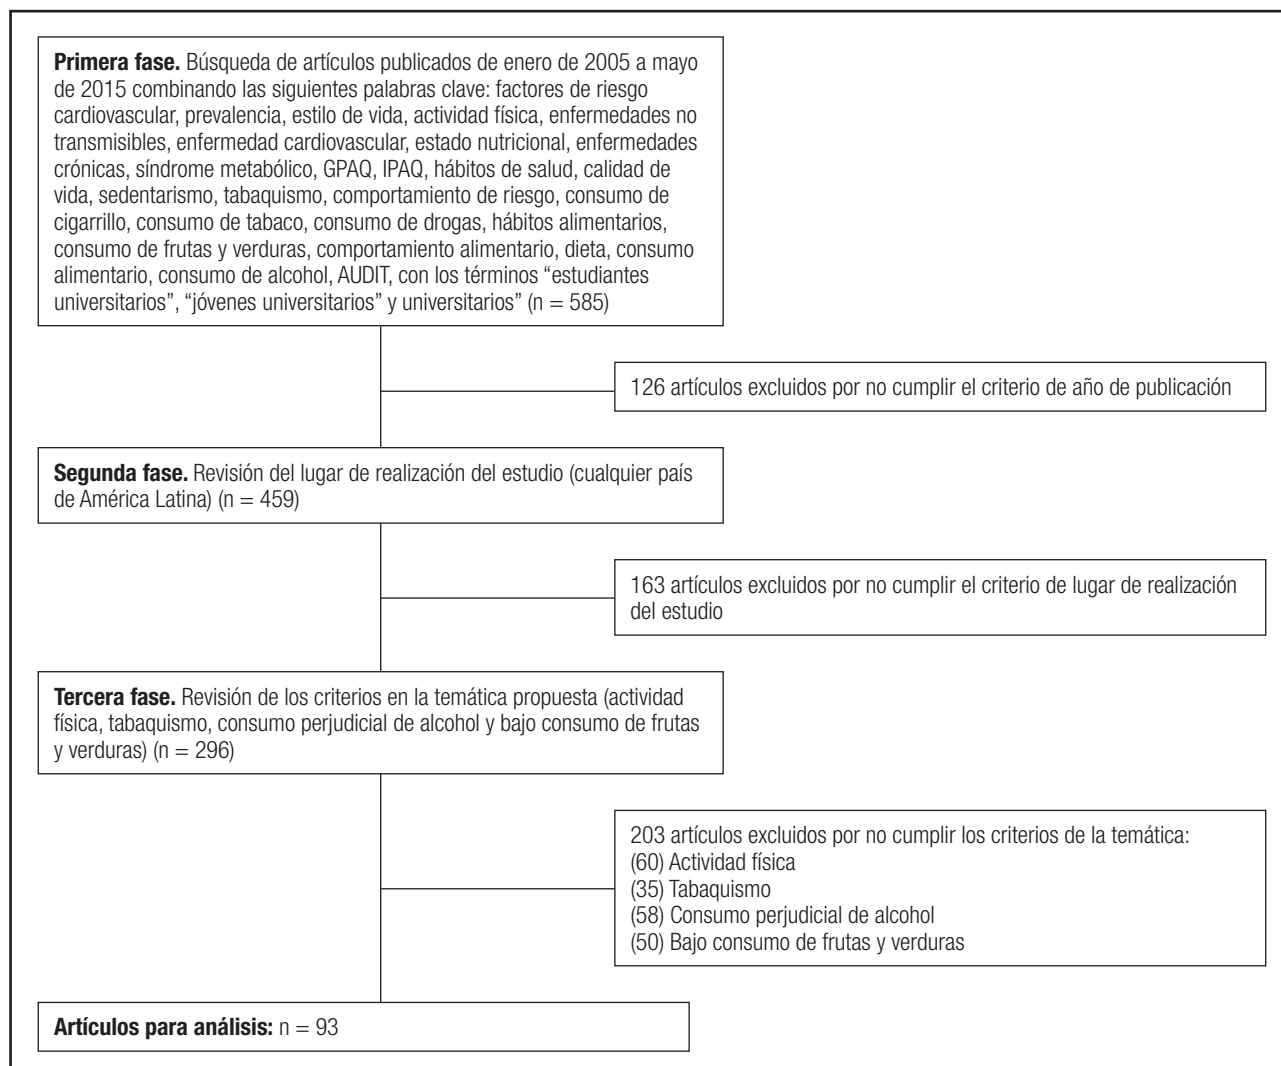 Primera fase. Búsqueda de artículos publicados de enero de 2005 a mayo
de 2015 combinando las siguientes palabras clave: factores de riesgo
cardiovascular, prevalencia, estilo de vida, actividad física, enfermedades no
transmisibles, enfermedad cardiovascular, estado nutricional, enfermedades
crónicas, síndrome metabólico, GPAQ, IPAQ, hábitos de salud, calidad de
vida, sedentarismo, tabaquismo, comportamiento de riesgo, consumo de
cigarrillo, consumo de tabaco, consumo de drogas, hábitos alimentarios,
consumo de frutas y verduras, comportamiento alimentario, dieta, consumo
alimentario, consumo de alcohol, AUDIT, con los términos “estudiantes
universitarios”, “jóvenes universitarios” y universitarios” (n = 585)
126 artículos excluidos por no cumplir el criterio de año de publicación
Segunda fase. Revisión del lugar de realización del estudio (cualquier país
de América Latina) (n = 459)
163 artículos excluidos por no cumplir el criterio de lugar de realización
del estudio
Tercera fase. Revisión de los criterios en la temática propuesta (actividad
física, tabaquismo, consumo perjudicial de alcohol y bajo consumo de frutas
y verduras) (n = 296)
203 artículos excluidos por no cumplir los criterios de la temática:
(60) Actividad física
(35) Tabaquismo
(58) Consumo perjudicial de alcohol
(50) Bajo consumo de frutas y verduras
Artículos para análisis: n = 93